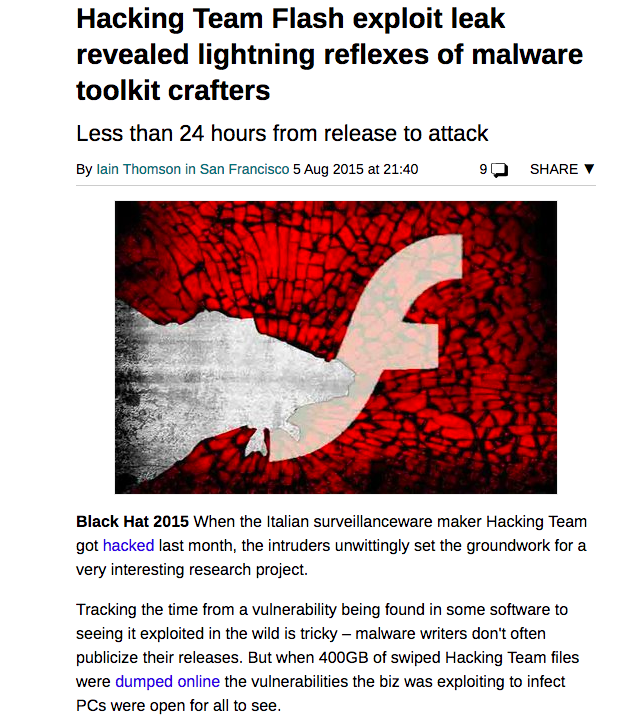 Hacking Team Flash exploit leak
revealed lightning reflexes of malware
toolkit crafters
Less than 24 hours from release to attack
By Iain Thomson in San Francisco 5 Aug 2015 at 21:40
9
SHARE ▼
f
Black Hat 2015 When the Italian surveillanceware maker Hacking Team
got hacked last month, the intruders unwittingly set the groundwork for a
very interesting research project.
Tracking the time from a vulnerability being found in some software to
seeing it exploited in the wild is tricky – malware writers don't often
publicize their releases. But when 400GB of swiped Hacking Team files
were dumped online the vulnerabilities the biz was exploiting to infect
PCs were open for all to see.